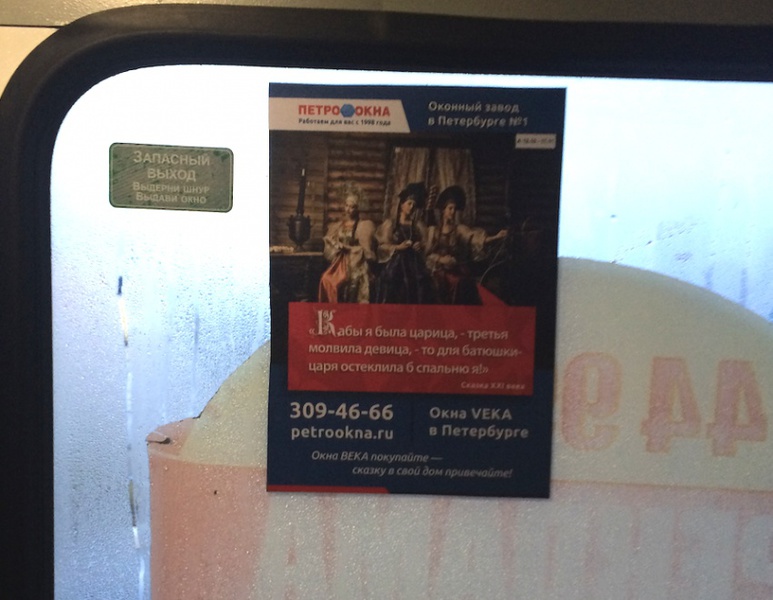 ЗАПАСНЫЙ
ВЫХОД
ВЫДЕРНИ ШНУР
ВЫДАВИ ОКНО
ПЕТРООКНА
Работаем для вас с 1998 года
Оконный завод
в Петербурге №1
«Кабы я была царица, - третья
молвила девица, - то для батюшки-
царя остеклила б спальню я!»
Сказка XXI века
309-46-66
petrookna.ru
Окна VEKA
в Петербурге
Окна ВЕКА покупайте —
сказку в свой дом привечайте!